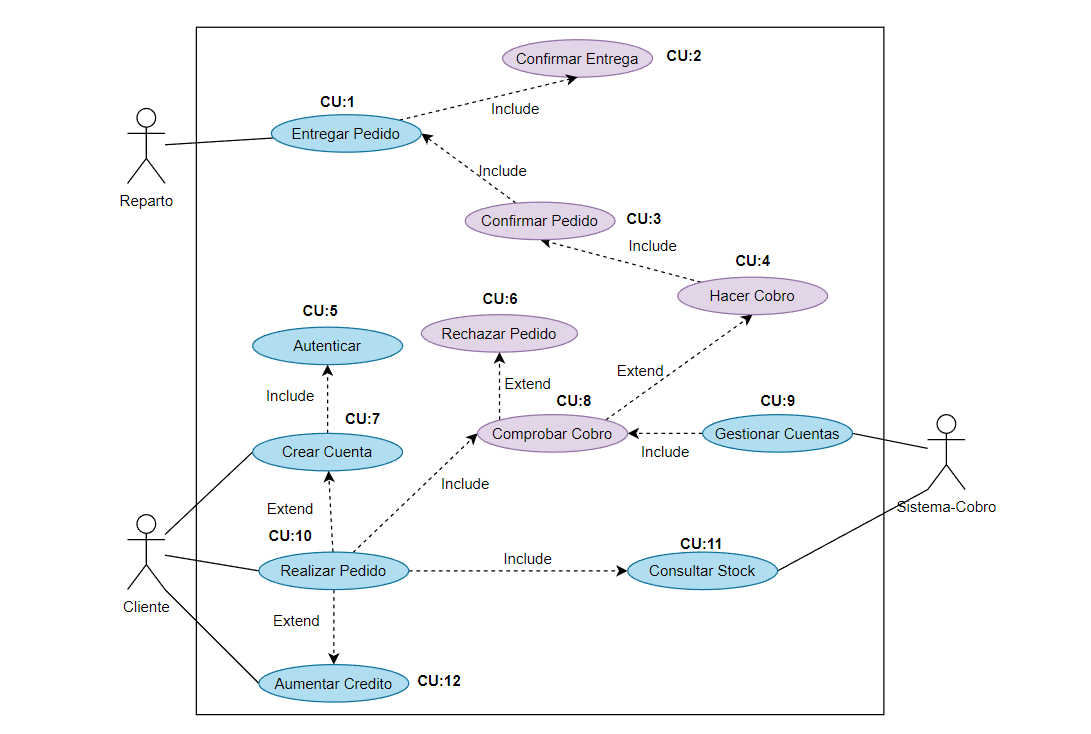 Confirmar Entrega
CU:2
CU:1
Include
Entregar Pedido
Include
Reparto
Confirmar Pedido
CU:3
Include
CU:4
Hacer Cobro
CU:6
CU:5
Rechazar Pedido
Autenticar
Extend
Extend
Include
CU:8
CU:9
CU:7
Comprobar Cobro
Gestionar Cuentas
Crear Cuenta
Include
Include
Extend
Sistema-Cobro
CU:10
CU:11
Include
Realizar Pedido
Consultar Stock
Cliente
Extend
Aumentar Credito
CU:12